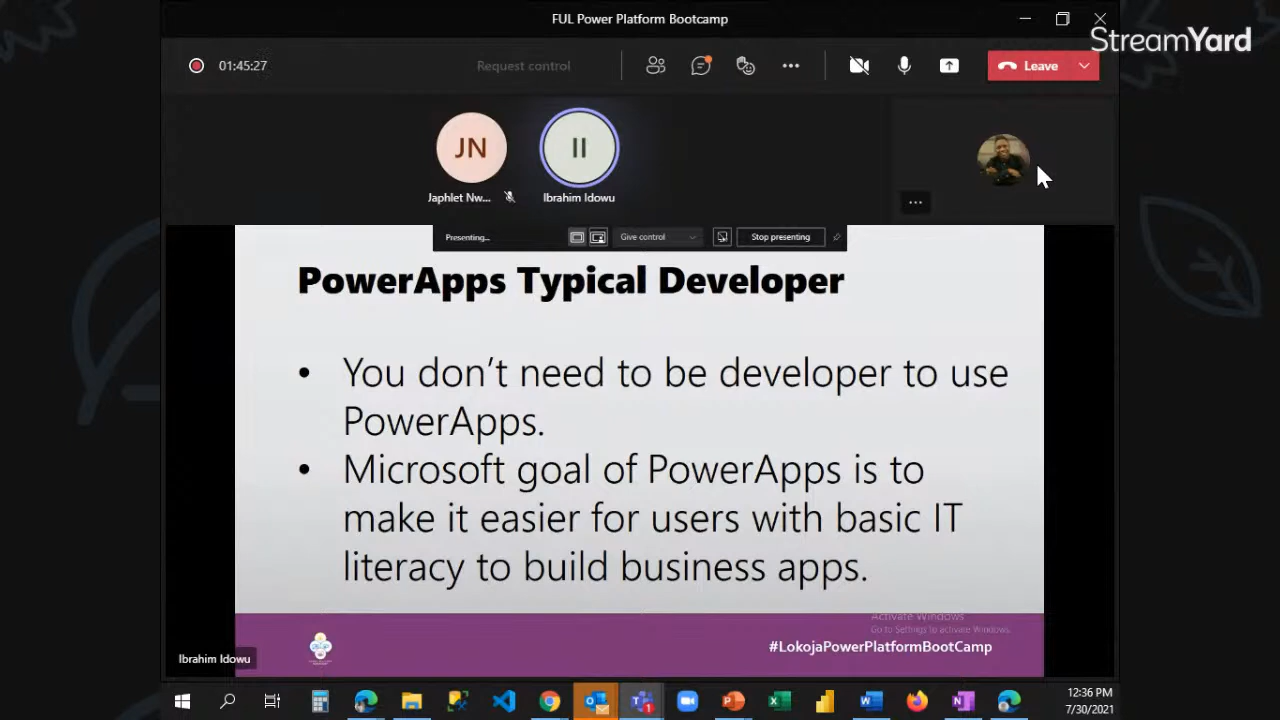 FUL Power Platform Bootcamp
StreamYard
01:45:27
Request control
Leave
JN
II
Japhlet Nw...
Ibrahim Idowu
Presenting...
Give control
Stop presenting
PowerApps Typical Developer
• You don't need to be developer to use
PowerApps.
• Microsoft goal of PowerApps is to
make it easier for users with basic IT
literacy to build business apps.
Activate Windows
Go to Settings to activate Windows.
#LokojaPowerPlatformBootCamp
Ibrahim Idowu
12:36 PM
7/30/2021